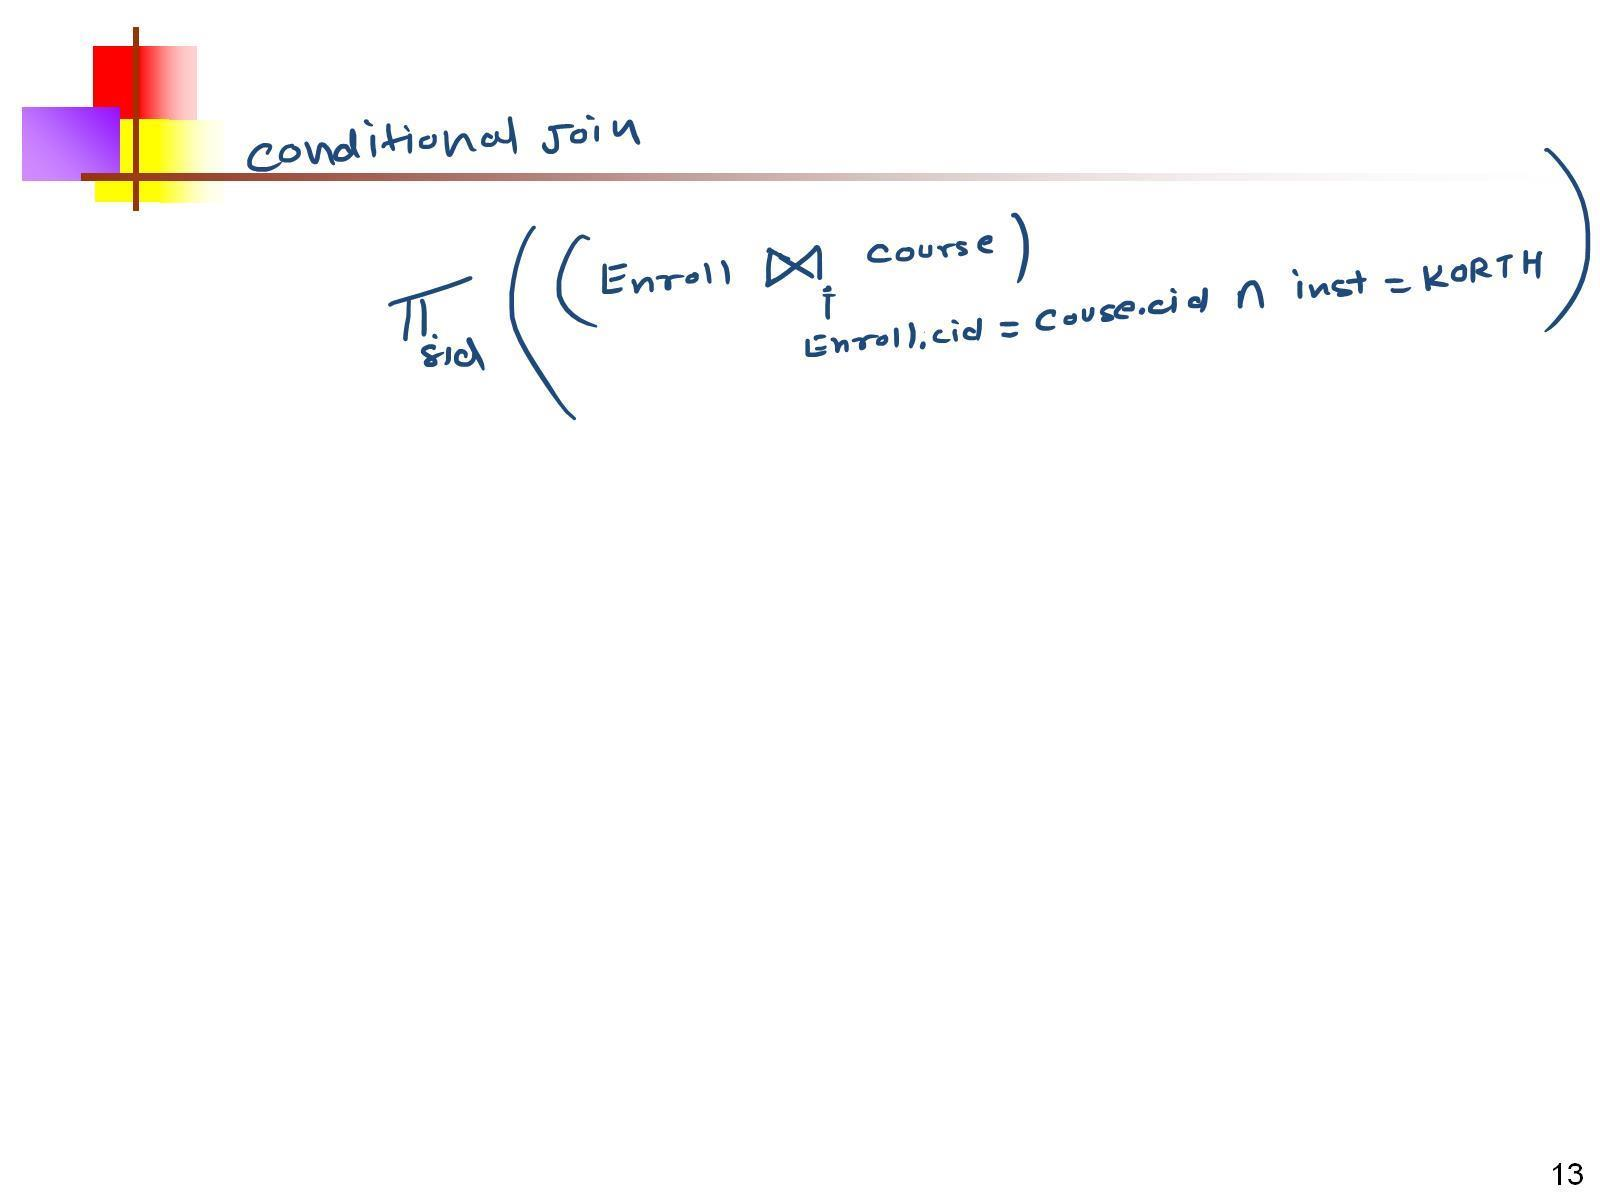 conditional Join
π sid ((Enroll ⋈ course) Enroll.cid = couse.cid ∩ inst = KORTH)
13